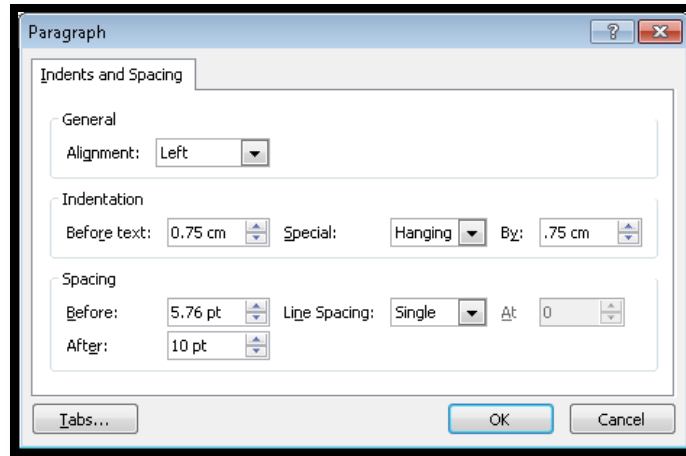 Paragraph
Indents and Spacing
General
Alignment: Left
Indentation
Before text: 0.75 cm Special: Hanging By: .75 cm
Spacing
Before: 5.76 pt Line Spacing: Single At 0
After: 10 pt
Tabs... OK Cancel